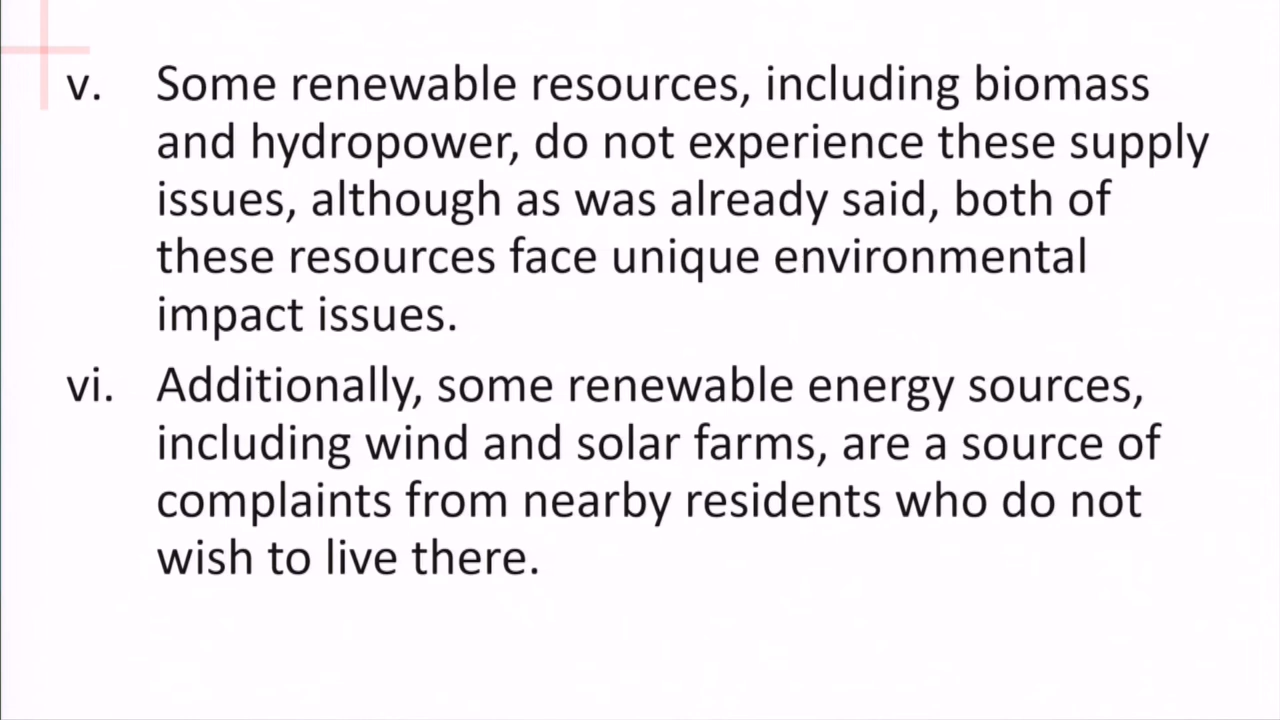 v. Some renewable resources, including biomass
and hydropower, do not experience these supply
issues, although as was already said, both of
these resources face unique environmental
impact issues.
vi. Additionally, some renewable energy sources,
including wind and solar farms, are a source of
complaints from nearby residents who do not
wish to live there.